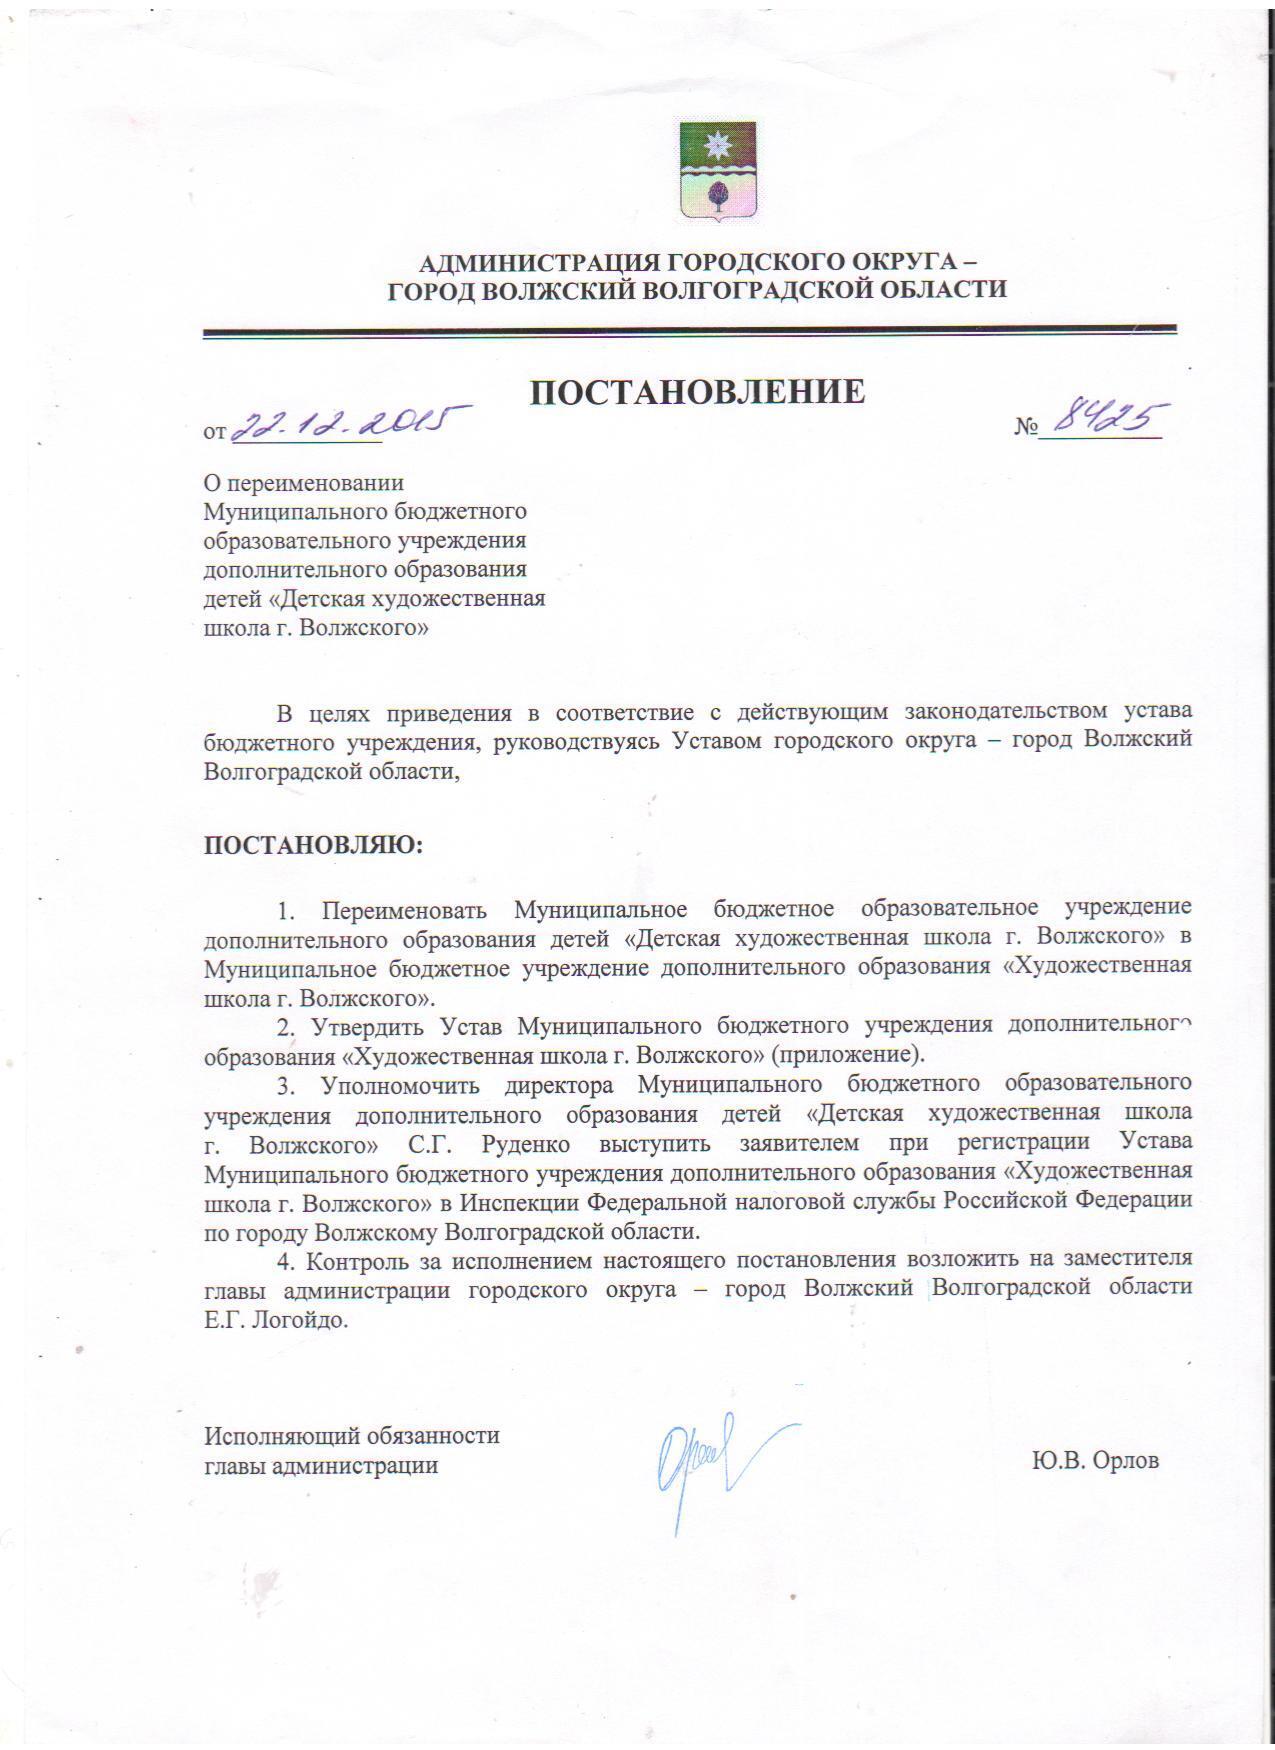 АДМИНИСТРАЦИЯ ГОРОДСКОГО ОКРУГА –
ГОРОД ВОЛЖСКИЙ ВОЛГОГРАДСКОЙ ОБЛАСТИ
ПОСТАНОВЛЕНИЕ
от 22.12.2015 № 8425
О переименовании
Муниципального бюджетного
образовательного учреждения
дополнительного образования
детей «Детская художественная
школа г. Волжского»
В целях приведения в соответствие с действующим законодательством устава
бюджетного учреждения, руководствуясь Уставом городского округа – город Волжский
Волгоградской области,
ПОСТАНОВЛЯЮ:
1. Переименовать Муниципальное бюджетное образовательное учреждение
дополнительного образования детей «Детская художественная школа г. Волжского» в
Муниципальное бюджетное учреждение дополнительного образования «Художественная
школа г. Волжского».
2. Утвердить Устав Муниципального бюджетного учреждения дополнительного
образования «Художественная школа г. Волжского» (приложение).
3. Уполномочить директора Муниципального бюджетного образовательного
учреждения дополнительного образования детей «Детская художественная школа
г. Волжского» С.Г. Руденко выступить заявителем при регистрации Устава
Муниципального бюджетного учреждения дополнительного образования «Художественная
школа г. Волжского» в Инспекции Федеральной налоговой службы Российской Федерации
по городу Волжскому Волгоградской области.
4. Контроль за исполнением настоящего постановления возложить на заместителя
главы администрации городского округа – город Волжский Волгоградской области
Е.Г. Логойдо.
Исполняющий обязанности
главы администрации Ю.В. Орлов